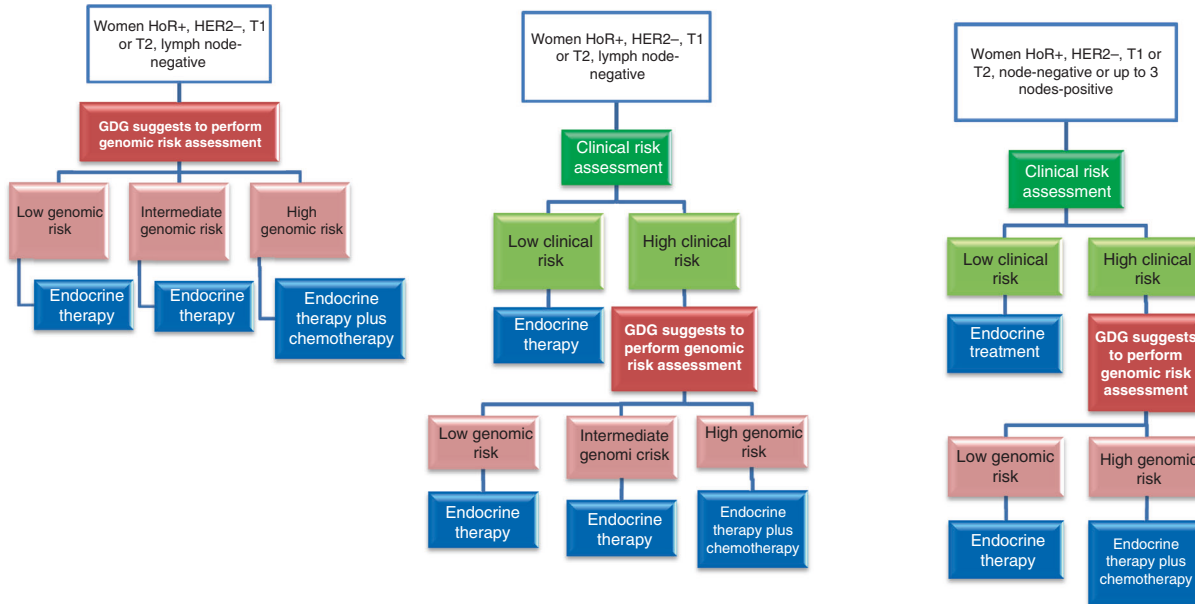 Women HoR+, HER2–, T1
or T2, lymph node-
negative
GDG suggests to perform
genomic risk assessment
Low genomic
risk
Intermediate
genomic risk
High
genomic risk
Endocrine
therapy
Endocrine
therapy
Endocrine
therapy plus
chemotherapy
Women HoR+, HER2–, T1
or T2, lymph node-
negative
Clinical risk
assessment
Low clinical
risk
High clinical
risk
Endocrine
therapy
GDG suggests to
perform genomic
risk assessment
Low genomic
risk
Intermediate
genomi crisk
High genomic
risk
Endocrine
therapy
Endocrine
therapy
Endocrine
therapy plus
chemotherapy
Women HoR+, HER2–, T1 or
T2, node-negative or up to 3
nodes-positive
Clinical risk
assessment
Low clinical
risk
High clinical
risk
Endocrine
treatment
GDG suggests
to perform
genomic risk
assessment
Low genomic
risk
High genomic
risk
Endocrine
therapy
Endocrine
therapy plus
chemotherapy